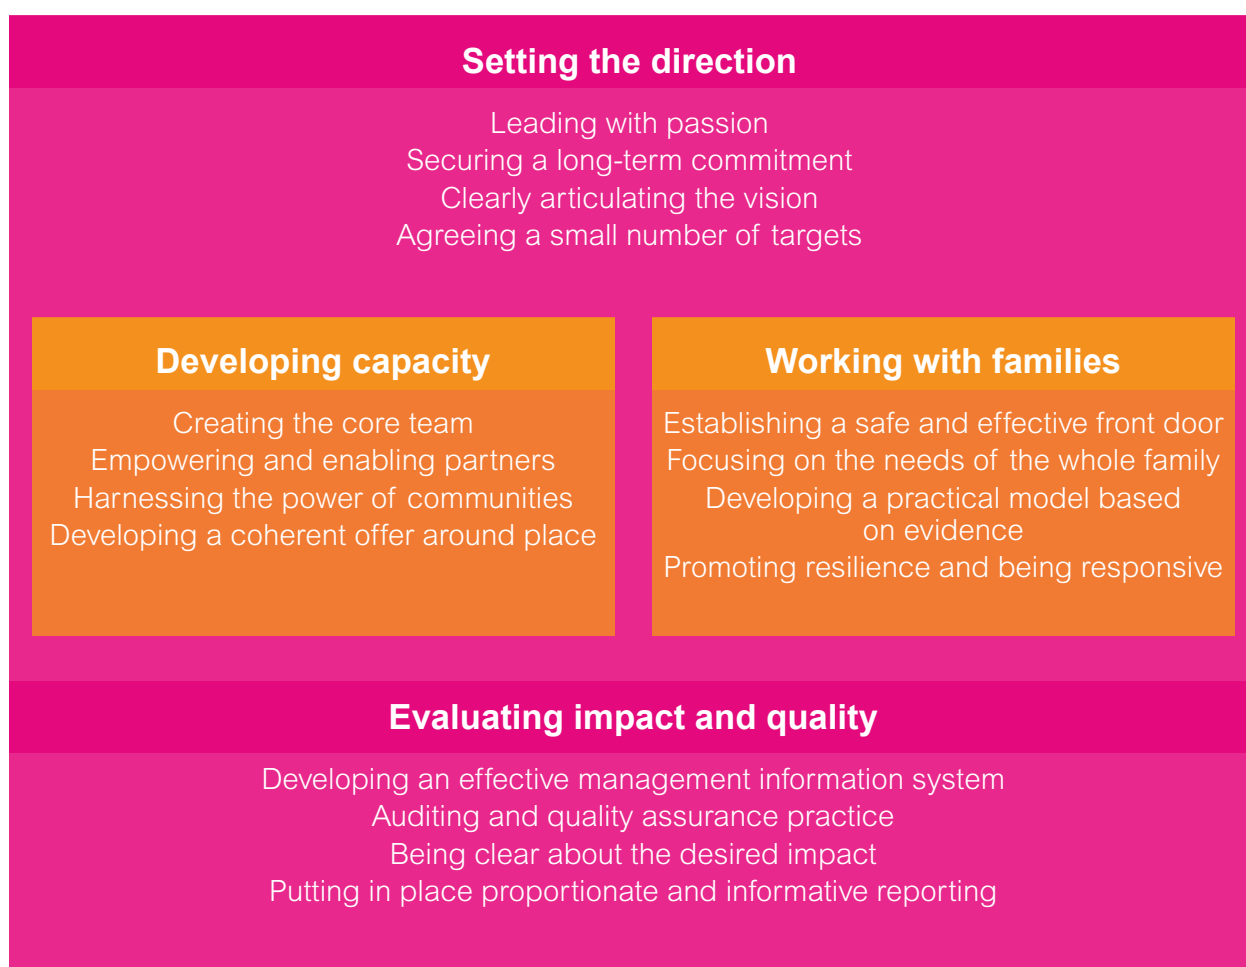 Setting the direction
Leading with passion
Securing a long-term commitment
Clearly articulating the vision
Agreeing a small number of targets
Developing capacity
Creating the core team
Empowering and enabling partners
Harnessing the power of communities
Developing a coherent offer around place
Working with families
Establishing a safe and effective front door
Focusing on the needs of the whole family
Developing a practical model based
on evidence
Promoting resilience and being responsive
Evaluating impact and quality
Developing an effective management information system
Auditing and quality assurance practice
Being clear about the desired impact
Putting in place proportionate and informative reporting